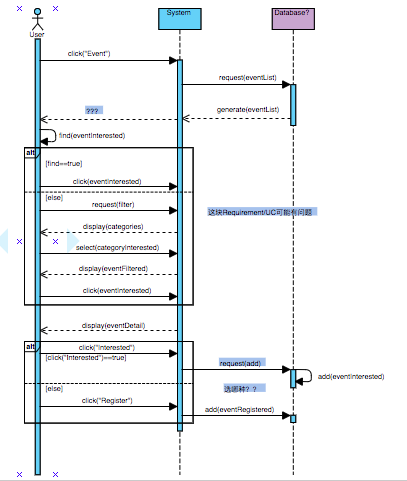 System
Database?
User
click("Event")
request(eventList)
???
generate(eventList)
find(eventInterested)
alt
[find==true]
click(eventInterested)
[else]
request(filter)
这块Requirement/UC可能有问题
display(categories)
select(categoryInterested)
display(eventFiltered)
click(eventInterested)
display(eventDetail)
alt
click("Interested")
[click("Interested")==true]
request(add)
add(eventInterested)
[else]
选哪种？？
click("Register")
add(eventRegistered)